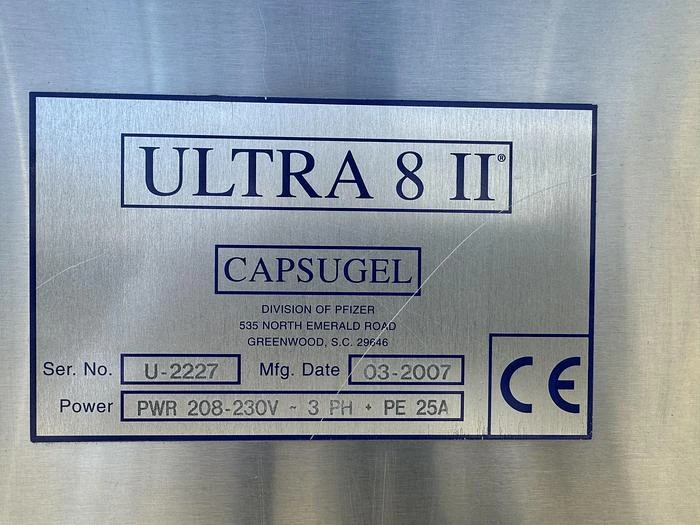 ULTRA 8 II®
CAPSUGEL
DIVISION OF PFIZER
535 NORTH EMERALD ROAD
GREENWOOD, S.C. 29646
Ser. No. U-2227 Mfg. Date 03-2007
Power PWR 208-230V ~ 3 PH + PE 25A
CE